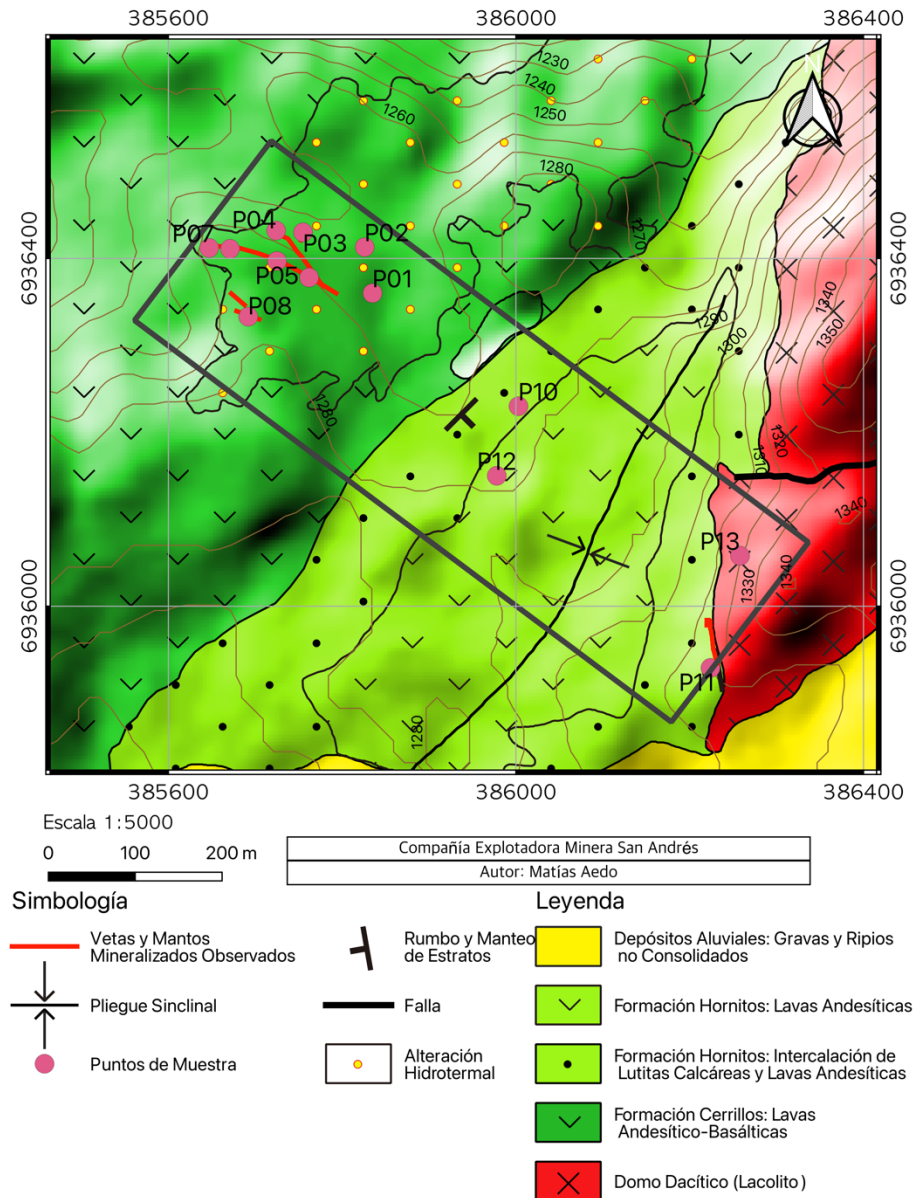 385600 386000 386400
N
1230
1240
1250
1260
1280
1270
6936400
6936400
P07
P04
P03
P02
P05
P01
P08
1290
1300
1340
1350
P10
1280
1320
1310
P12
1340
P13
1330
1340
6936000
6936000
P11
1280
385600 386000 386400
Escala 1:5000
0 100 200 m
Compañía Explotadora Minera San Andrés
Autor: Matías Aedo
Simbología
Vetas y Mantos
Mineralizados Observados
Pliegue Sinclinal
Puntos de Muestra
Rumbo y Manteo
de Estratos
Falla
Alteración
Hidrotermal
Leyenda
Depósitos Aluviales: Gravas y Ripios
no Consolidados
Formación Hornitos: Lavas Andesíticas
Formación Hornitos: Intercalación de
Lutitas Calcáreas y Lavas Andesíticas
Formación Cerrillos: Lavas
Andesítico-Basálticas
Domo Dacítico (Lacolito)